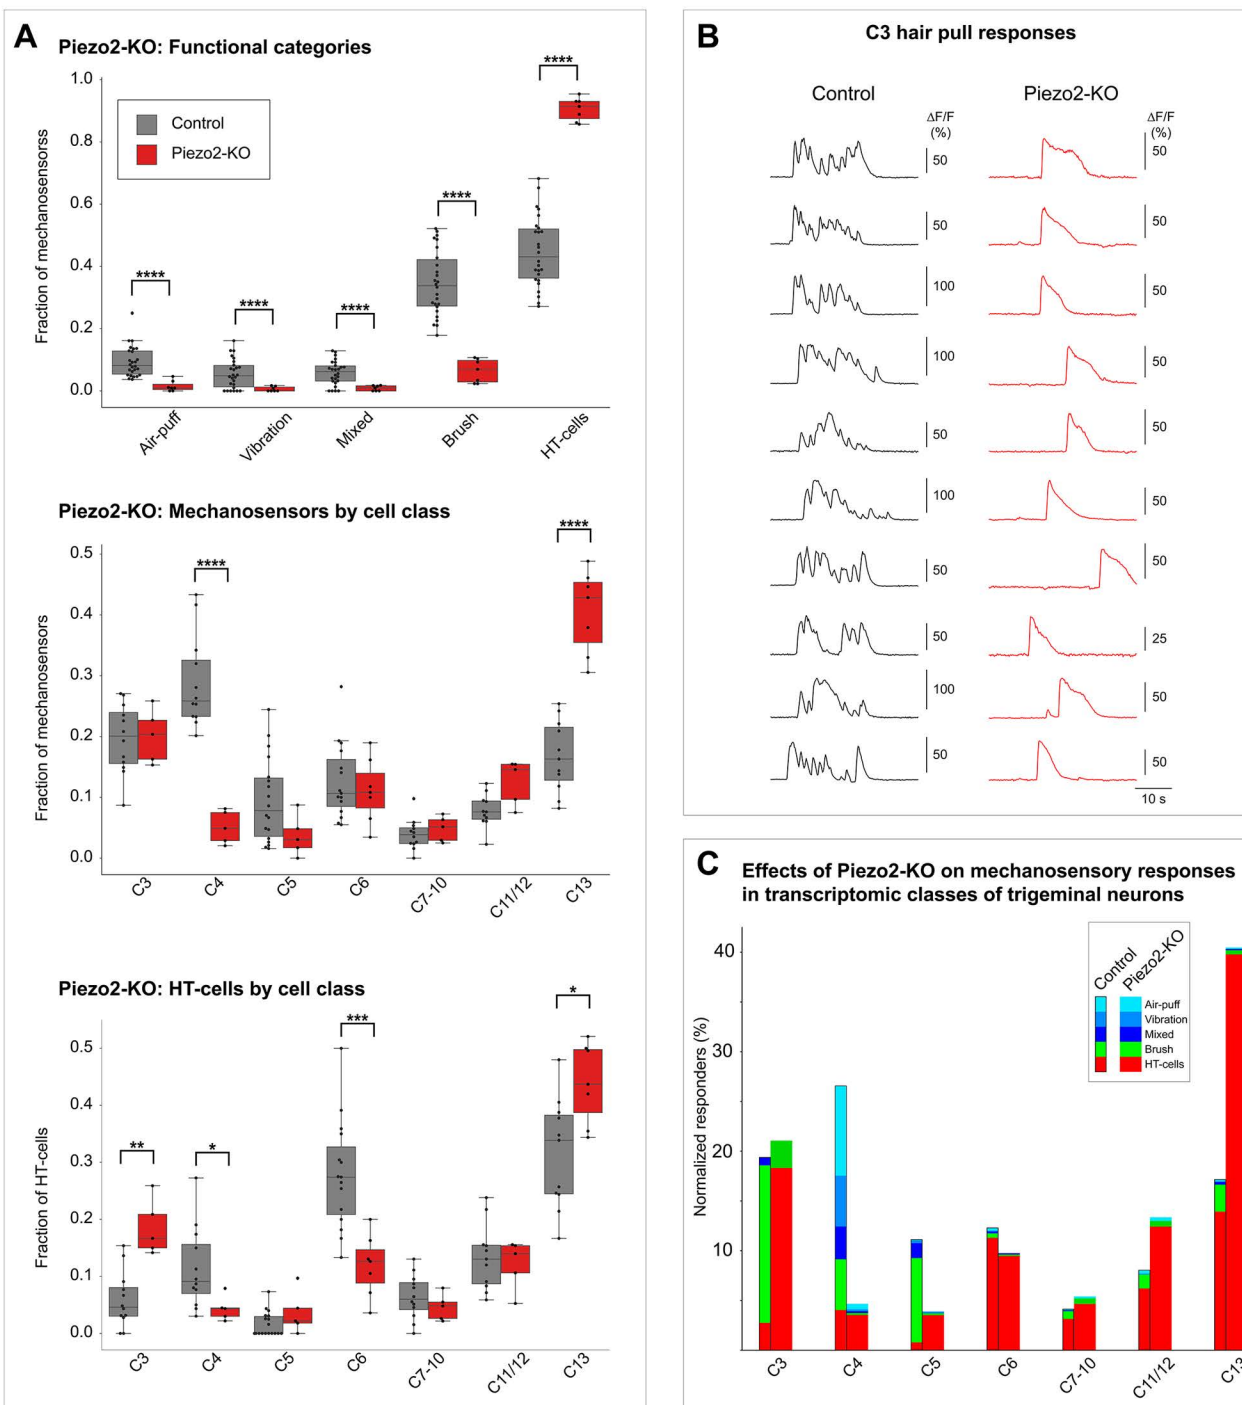 A
Piezo2-KO: Functional categories
Fraction of mechanosensorss
1.0
0.8
0.6
0.4
0.2
0.0
Control
Piezo2-KO
****
****
****
****
****
Air-puff
Vibration
Mixed
Brush
HT-cells
Piezo2-KO: Mechanosensors by cell class
Fraction of mechanosensors
0.5
0.4
0.3
0.2
0.1
0.0
****
****
C3
C4
C5
C6
C7-10
C11/12
C13
Piezo2-KO: HT-cells by cell class
Fraction of HT-cells
0.5
0.4
0.3
0.2
0.1
0.0
**
*
***
*
C3
C4
C5
C6
C7-10
C11/12
C13
B
C3 hair pull responses
Control
Piezo2-KO
ΔF/F
(%)
ΔF/F
(%)
50
50
50
50
100
50
100
50
50
50
100
50
50
50
50
25
100
50
50
50
10 s
C
Effects of Piezo2-KO on mechanosensory responses
in transcriptomic classes of trigeminal neurons
Normalized responders (%)
40
30
20
10
Control
Piezo2-KO
Air-puff
Vibration
Mixed
Brush
HT-cells
C3
C4
C5
C6
C7-10
C11/12
C13